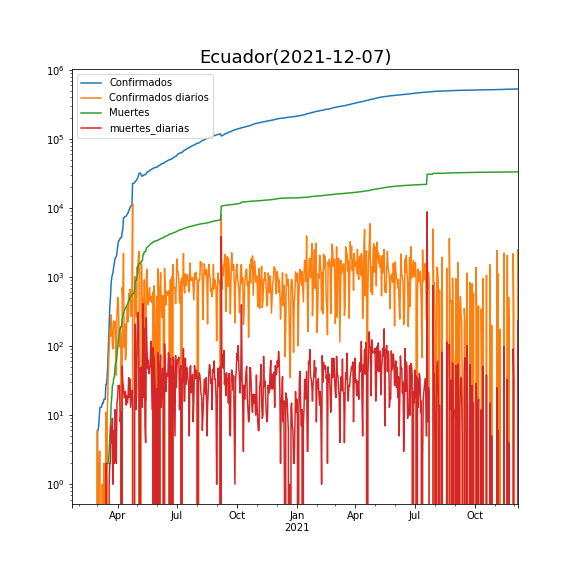 Ecuador(2021-12-07)
Confirmados
Confirmados diarios
Muertes
muertes_diarias
10^6
10^5
10^4
10^3
10^2
10^1
10^0
Apr Jul Oct Jan Apr Jul Oct
2021